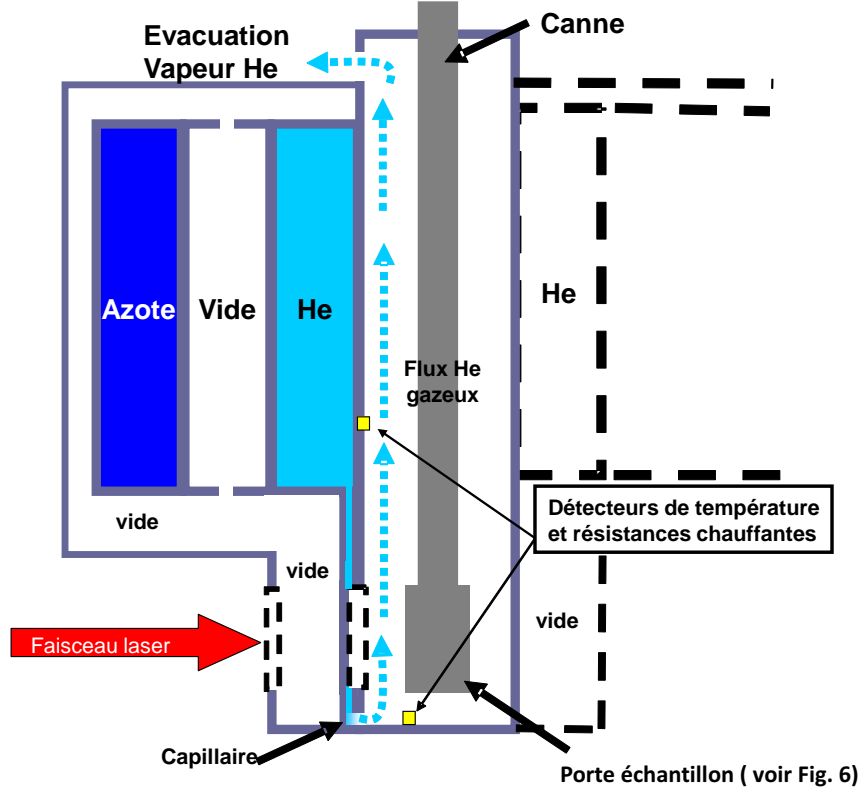 Evacuation
Vapeur He
Canne
Azote
Vide
He
He
Flux He
gazeux
Détecteurs de température
et résistances chauffantes
vide
vide
vide
Faisceau laser
Capillaire
Porte échantillon ( voir Fig. 6)